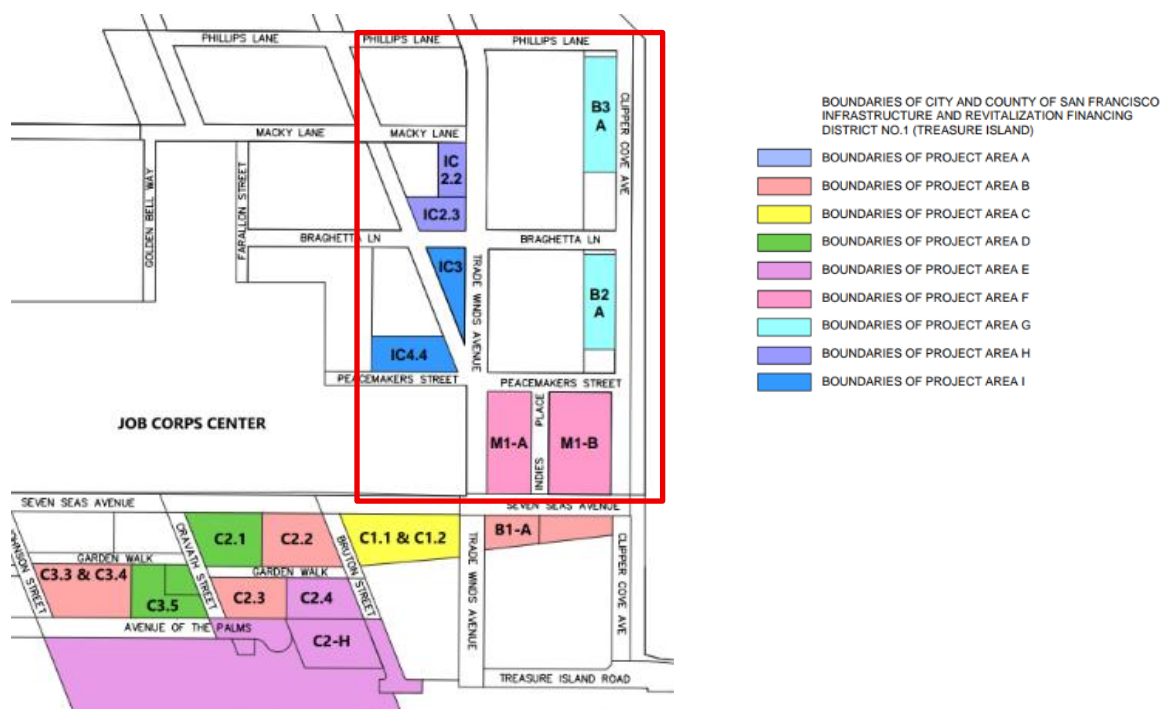 PHILLIPS LANE
PHILLIPS LANE
PHILLIPS LANE
B3
A
CLIPPER COVE AVE
MACKY LANE
MACKY LANE
GOLDEN BELL WAY
FARALLON STREET
IC
2.2
IC2.3
BRAGHETTA LN
BRAGHETTA LN
IC3
TRADE WINDS AVENUE
B2
A
IC4.4
PEACEMAKERS STREET
PEACEMAKERS STREET
JOB CORPS CENTER
M1-A
INDIES PLACE
M1-B
SEVEN SEAS AVENUE
SEVEN SEAS AVENUE
JOHNSON STREET
CRAVATH STREET
C2.1
C2.2
BRUTON STREET
C1.1 & C1.2
TRADE WINDS AVENUE
B1-A
CLIPPER COVE AVE
GARDEN WALK
GARDEN WALK
C3.3 & C3.4
C3.5
C2.3
C2.4
AVENUE OF THE PALMS
C2-H
TREASURE ISLAND ROAD
BOUNDARIES OF CITY AND COUNTY OF SAN FRANCISCO
INFRASTRUCTURE AND REVITALIZATION FINANCING
DISTRICT NO.1 (TREASURE ISLAND)
BOUNDARIES OF PROJECT AREA A
BOUNDARIES OF PROJECT AREA B
BOUNDARIES OF PROJECT AREA C
BOUNDARIES OF PROJECT AREA D
BOUNDARIES OF PROJECT AREA E
BOUNDARIES OF PROJECT AREA F
BOUNDARIES OF PROJECT AREA G
BOUNDARIES OF PROJECT AREA H
BOUNDARIES OF PROJECT AREA I